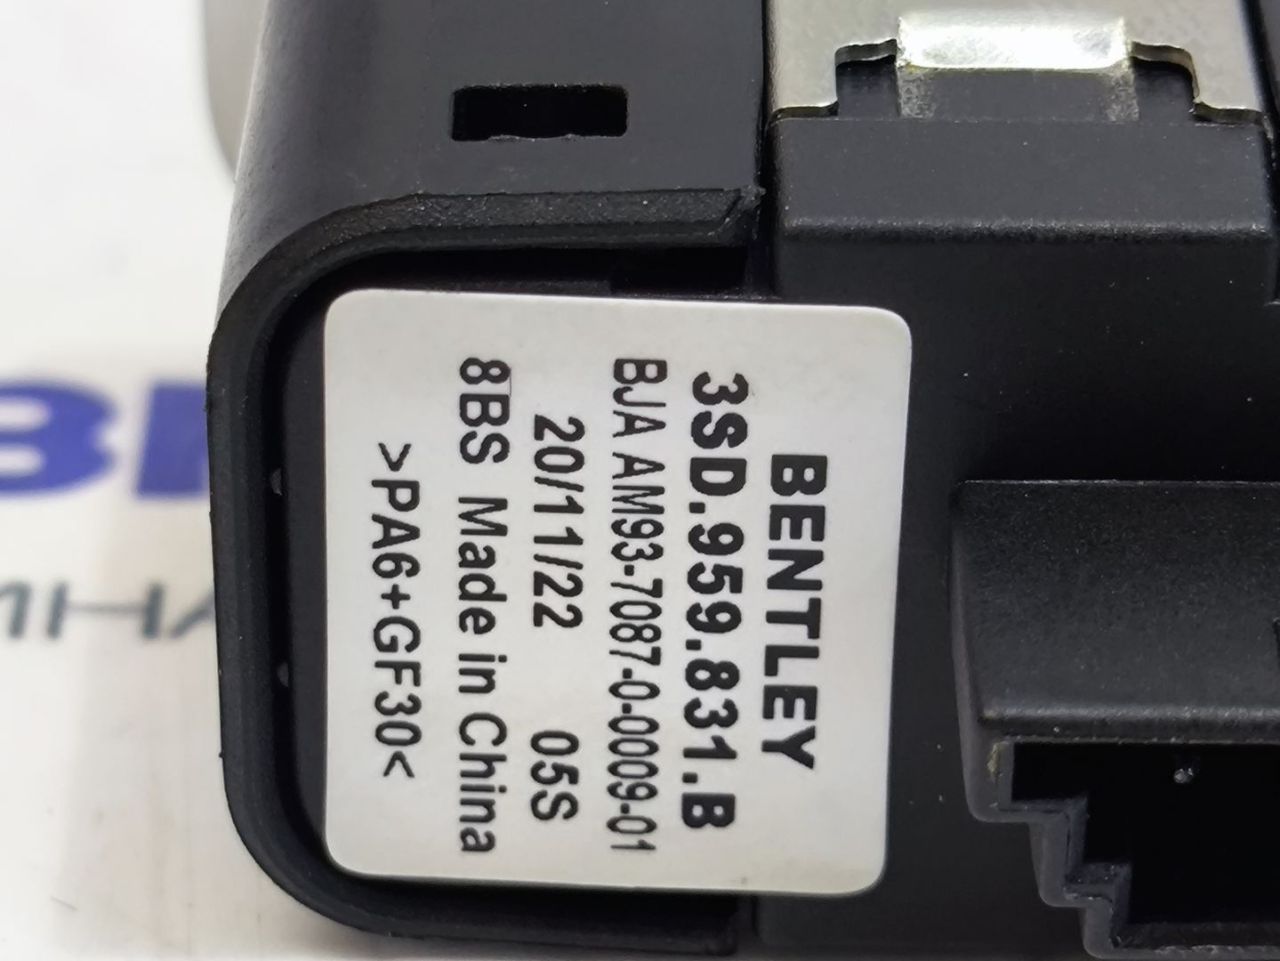 BENTLEY
3SD.959.831.B
BJA AM93-7087-0-0009-01
20/11/22 05S
8BS Made in China
>PA6+GF30<